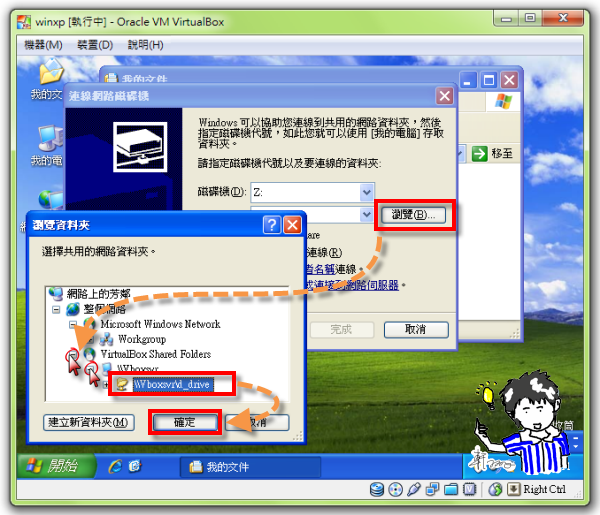 winxp [執行中] - Oracle VM VirtualBox
機器(M) 裝置(D) 說明(H)
我的文件
我的文
連線網路磁碟機
Windows 可以協助您連線到共用的網路資料夾，然後
指定磁碟機代號，如此您就可以使用 [我的電腦] 存取
資料夾。
移至
我的電
請指定磁碟機代號以及要連線的資料夾:
磁碟機(D): Z:
瀏覽(B)...
瀏覽資料夾
are
選擇共用的網路資料夾。
連線(R)
者名稱連線。
連接到網路伺服器。
網路上的芳鄰
整個網路
Microsoft Windows Network
完成 取消
Workgroup
VirtualBox Shared Folders
\\Vboxsvr
\\Vboxsvr\d_drive
建立新資料夾(M) 確定 取消
開始 我的文件
Right Ctrl